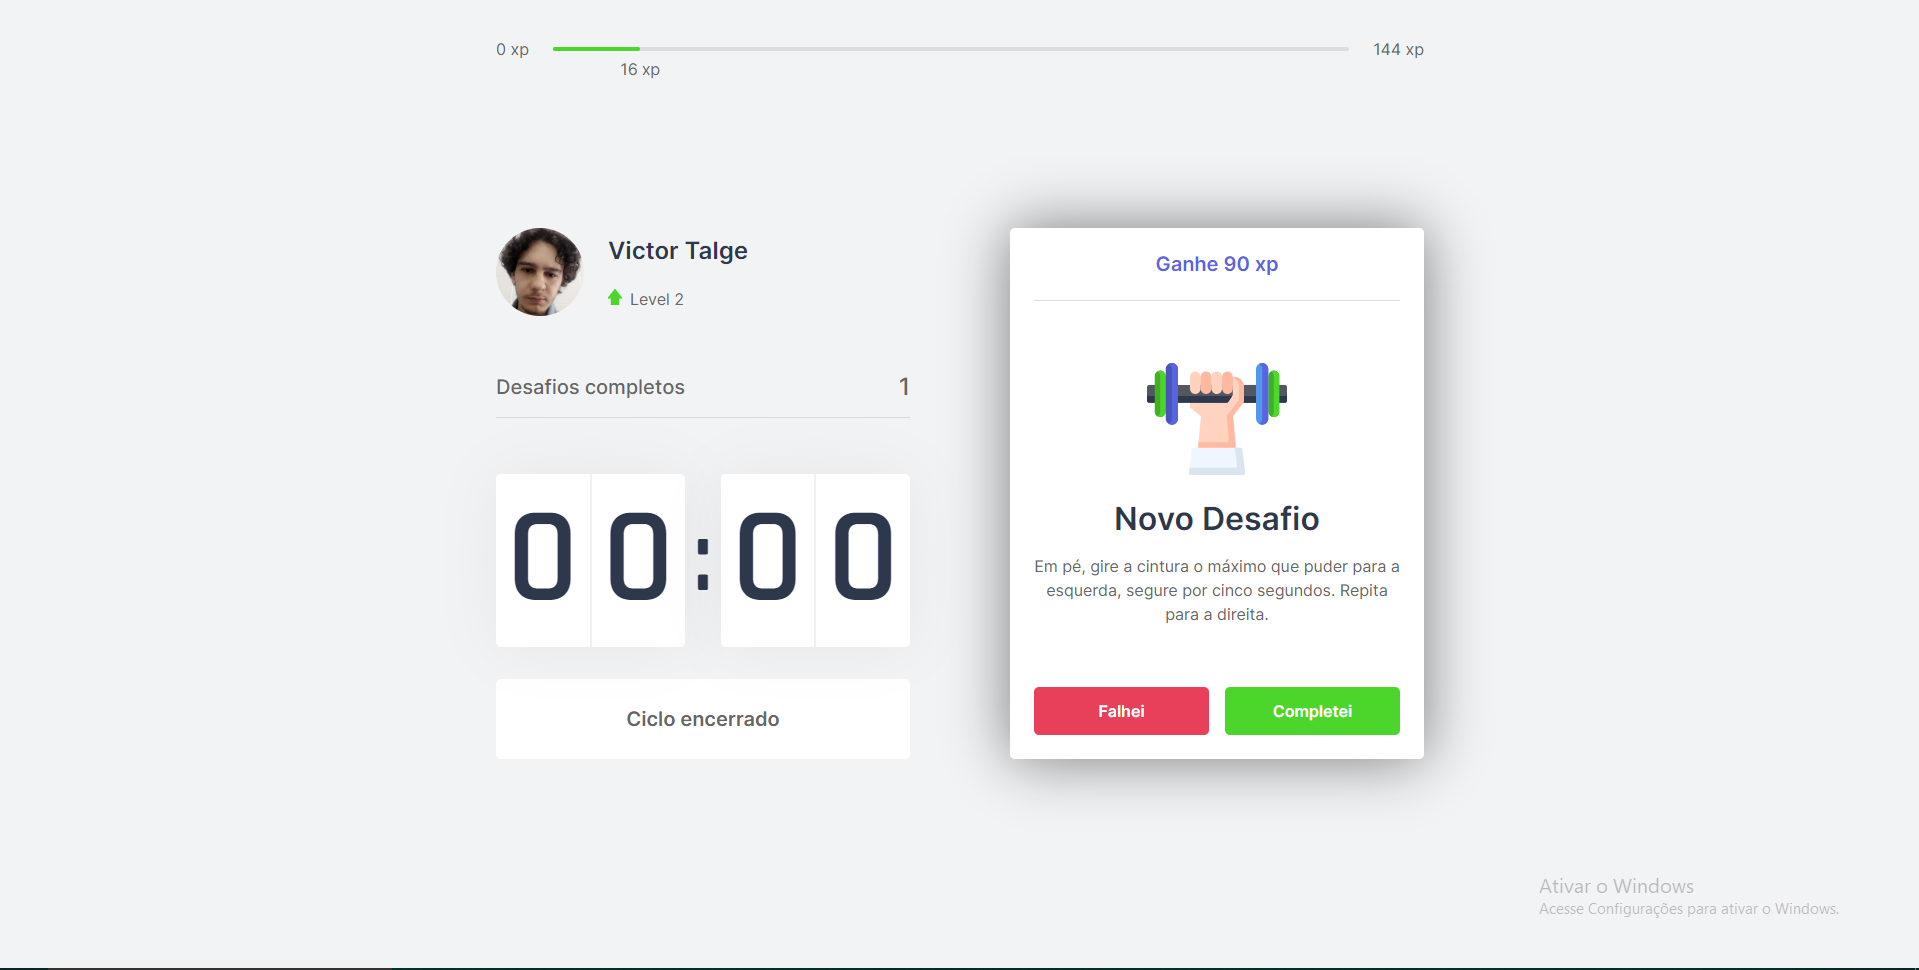 0 xp
144 xp
16 xp
Victor Talge
Level 2
Desafios completos
1
00:00
Ciclo encerrado
Ganhe 90 xp
Novo Desafio
Em pé, gire a cintura o máximo que puder para a
esquerda, segure por cinco segundos. Repita
para a direita.
Falhei
Completei
Ativar o Windows
Acesse Configurações para ativar o Windows.